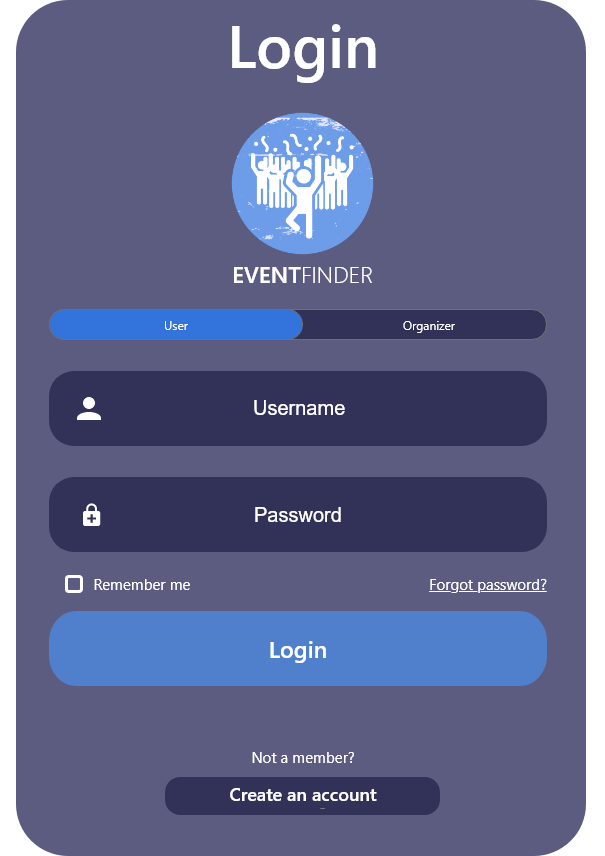 Login
EVENTFINDER
User Organizer
Username
Password
Remember me Forgot password?
Login
Not a member?
Create an account